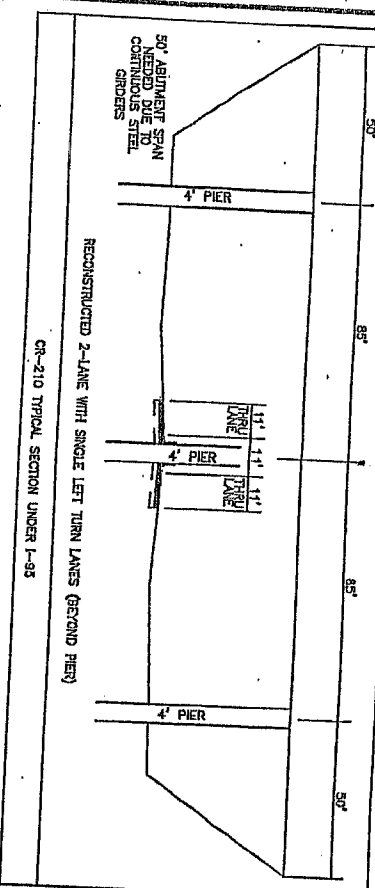 50'
85'
85'
50'
50' ABUTMENT SPAN
NEEDED DUE TO
CONTINUOUS STEEL
GIRDERS
4' PIER
11'
14'
11'
THRU
LANE
THRU
LANE
4' PIER
4' PIER
RECONSTRUCTED 2-LANE WITH SINGLE LEFT TURN LANES (BEYOND PIER)
CR-210 TYPICAL SECTION UNDER I-95